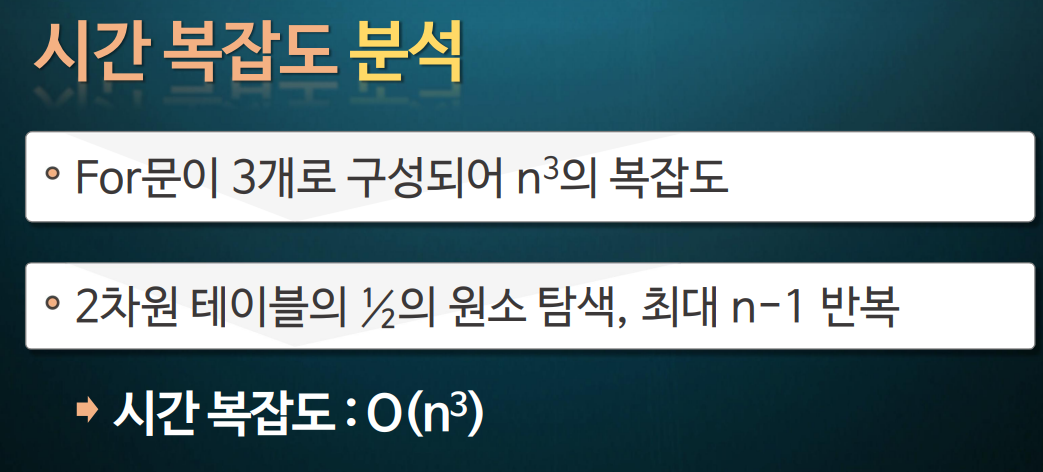 시간 복잡도 분석
For문이 3개로 구성되어 n³의 복잡도
2차원 테이블의 ½의 원소 탐색, 최대 n-1 반복
시간 복잡도 : O(n³)